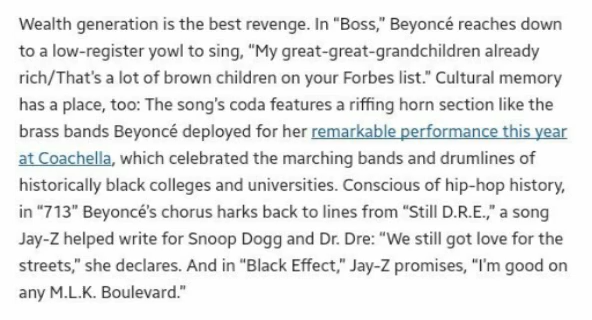 Wealth generation is the best revenge. In “Boss,” Beyoncé reaches down
to a low-register yowl to sing, “My great-great-grandchildren already
rich/That’s a lot of brown children on your Forbes list.” Cultural memory
has a place, too: The song’s coda features a riffing horn section like the
brass bands Beyoncé deployed for her remarkable performance this year
at Coachella, which celebrated the marching bands and drumlines of
historically black colleges and universities. Conscious of hip-hop history,
in “713” Beyoncé’s chorus harks back to lines from “Still D.R.E.,” a song
Jay-Z helped write for Snoop Dogg and Dr. Dre: “We still got love for the
streets,” she declares. And in “Black Effect,” Jay-Z promises, “I’m good on
any M.L.K. Boulevard.”